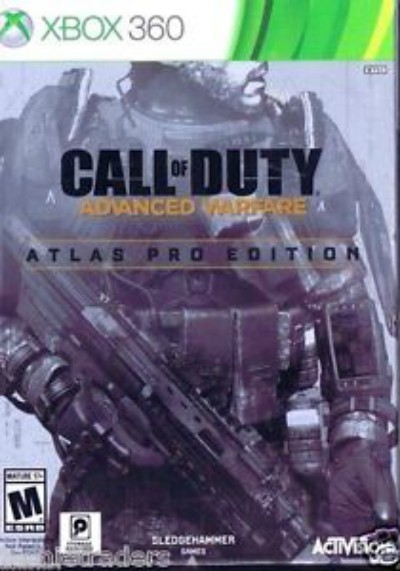 XBOX 360
CALL OF DUTY
ADVANCED WARFARE
ATLAS PRO EDITION
MATURE 17+
M
ESRB
SLEDGEHAMMER
GAMES
ACTIVISION